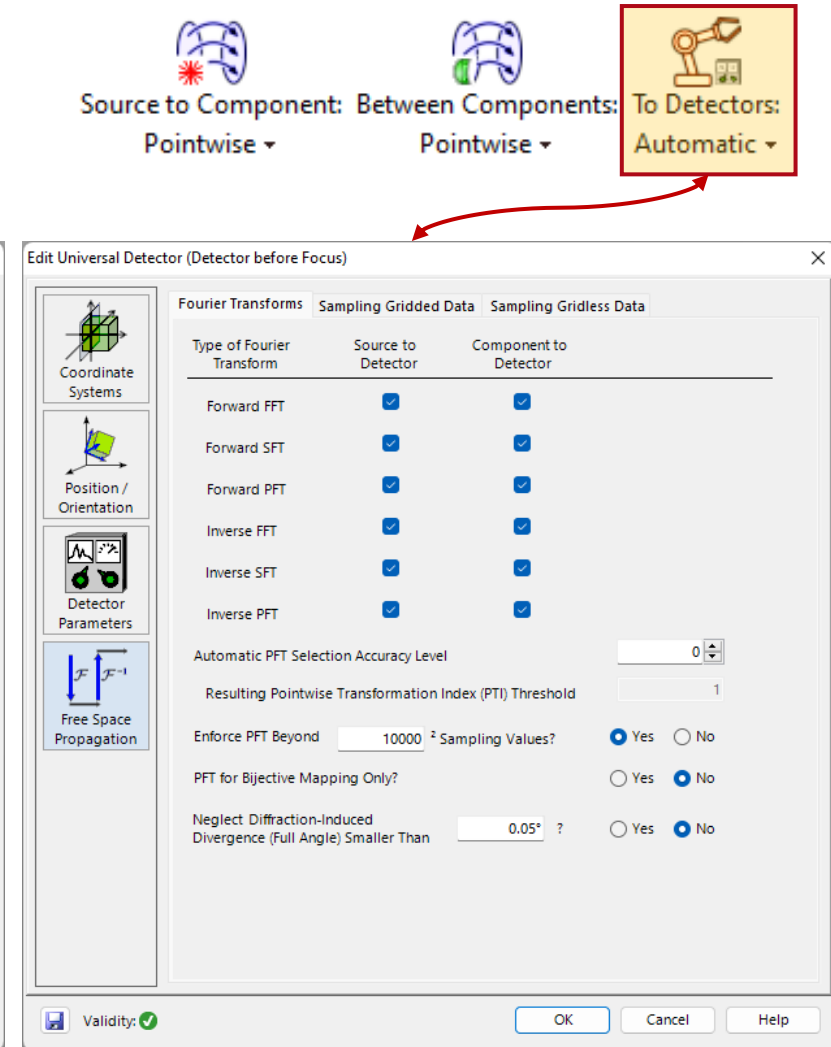 Source to Component: Between Components: To Detectors:
Pointwise Pointwise Automatic
Edit Universal Detector (Detector before Focus)
Coordinate
Systems
Position /
Orientation
Detector
Parameters
ℱ ℱ⁻¹
Free Space
Propagation
Fourier Transforms Sampling Gridded Data Sampling Gridless Data
Type of Fourier
Transform
Source to
Detector
Component to
Detector
Forward FFT
Forward SFT
Forward PFT
Inverse FFT
Inverse SFT
Inverse PFT
Automatic PFT Selection Accuracy Level 0
Resulting Pointwise Transformation Index (PTI) Threshold 1
Enforce PFT Beyond 10000 ² Sampling Values? Yes No
PFT for Bijective Mapping Only? Yes No
Neglect Diffraction-Induced
Divergence (Full Angle) Smaller Than 0.05° ? Yes No
Validity: OK Cancel Help